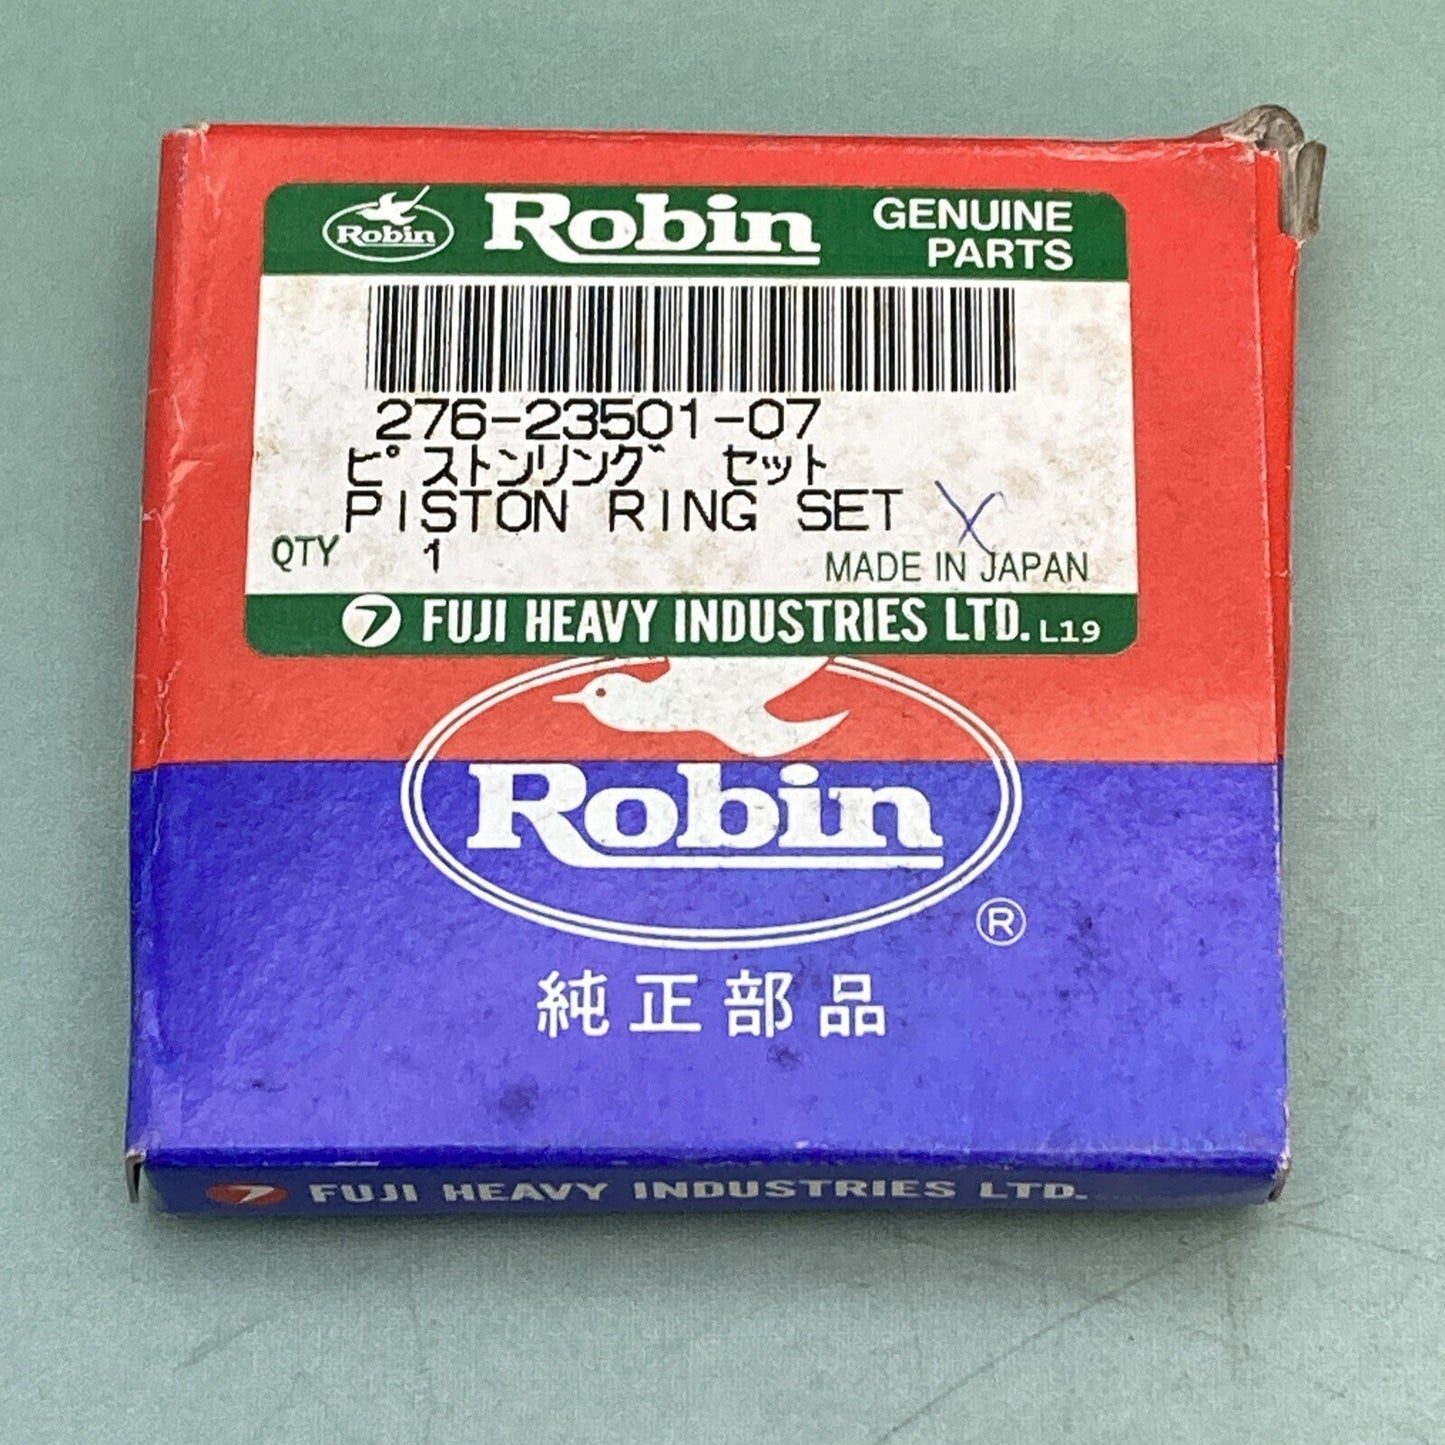 Robin Robin GENUINE
PARTS
276-23501-07
ピストンリング セット
PISTON RING SET X
QTY 1 MADE IN JAPAN
FUJI HEAVY INDUSTRIES LTD. L19
Robin
®
純正部品
FUJI HEAVY INDUSTRIES LTD.